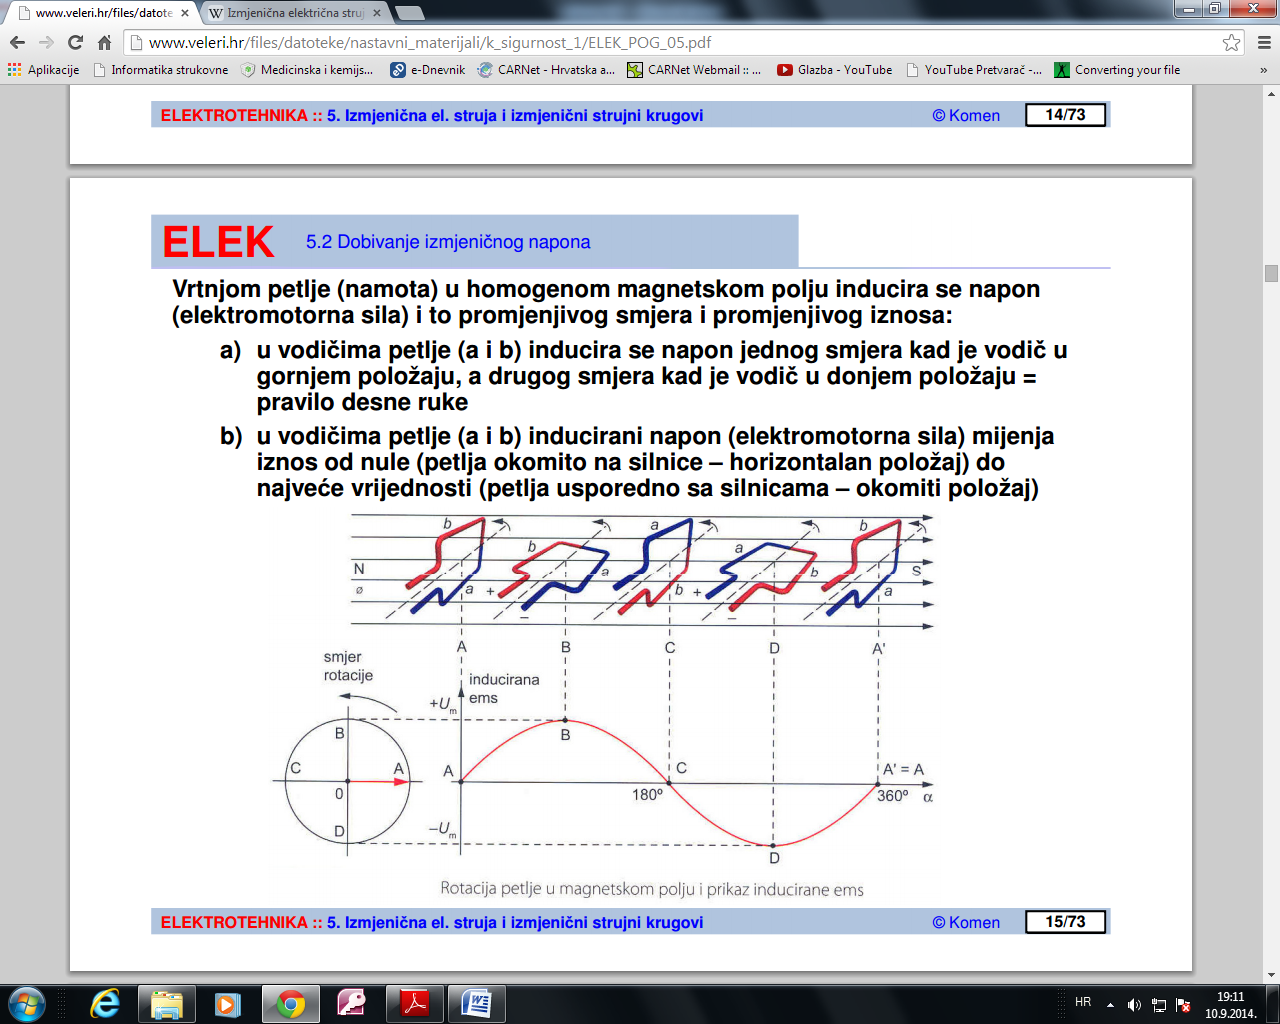 www.veleri.hr/files/datote
Izmjenična električna struj
www.veleri.hr/files/datoteke/nastavni_materijali/k_sigurnost_1/ELEK_POG_05.pdf
Aplikacije
Informatika strukovne
Medicinska i kemijs...
e-Dnevnik
CARNet - Hrvatska a...
CARNet Webmail :: ...
Glazba - YouTube
YouTube Pretvarač -...
Converting your file
»
ELEKTROTEHNIKA :: 5. Izmjenična el. struja i izmjenični strujni krugovi © Komen 14/73
ELEK 5.2 Dobivanje izmjeničnog napona
Vrtnjom petlje (namota) u homogenom magnetskom polju inducira se napon
(elektromotorna sila) i to promjenjivog smjera i promjenjivog iznosa:
a) u vodičima petlje (a i b) inducira se napon jednog smjera kad je vodič u
gornjem položaju, a drugog smjera kad je vodič u donjem položaju =
pravilo desne ruke
b) u vodičima petlje (a i b) inducirani napon (elektromotorna sila) mijenja
iznos od nule (petlja okomito na silnice – horizontalan položaj) do
najveće vrijednosti (petlja usporedno sa silnicama – okomiti položaj)
b b a a b
N a b S
ø a + b + a
– –
A B C D A'
smjer
rotacije
inducirana
ems
+Um
B B
C A A C A' = A
0 180º 360º α
D –Um
D
Rotacija petlje u magnetskom polju i prikaz inducirane ems
ELEKTROTEHNIKA :: 5. Izmjenična el. struja i izmjenični strujni krugovi © Komen 15/73
HR
19:11
10.9.2014.